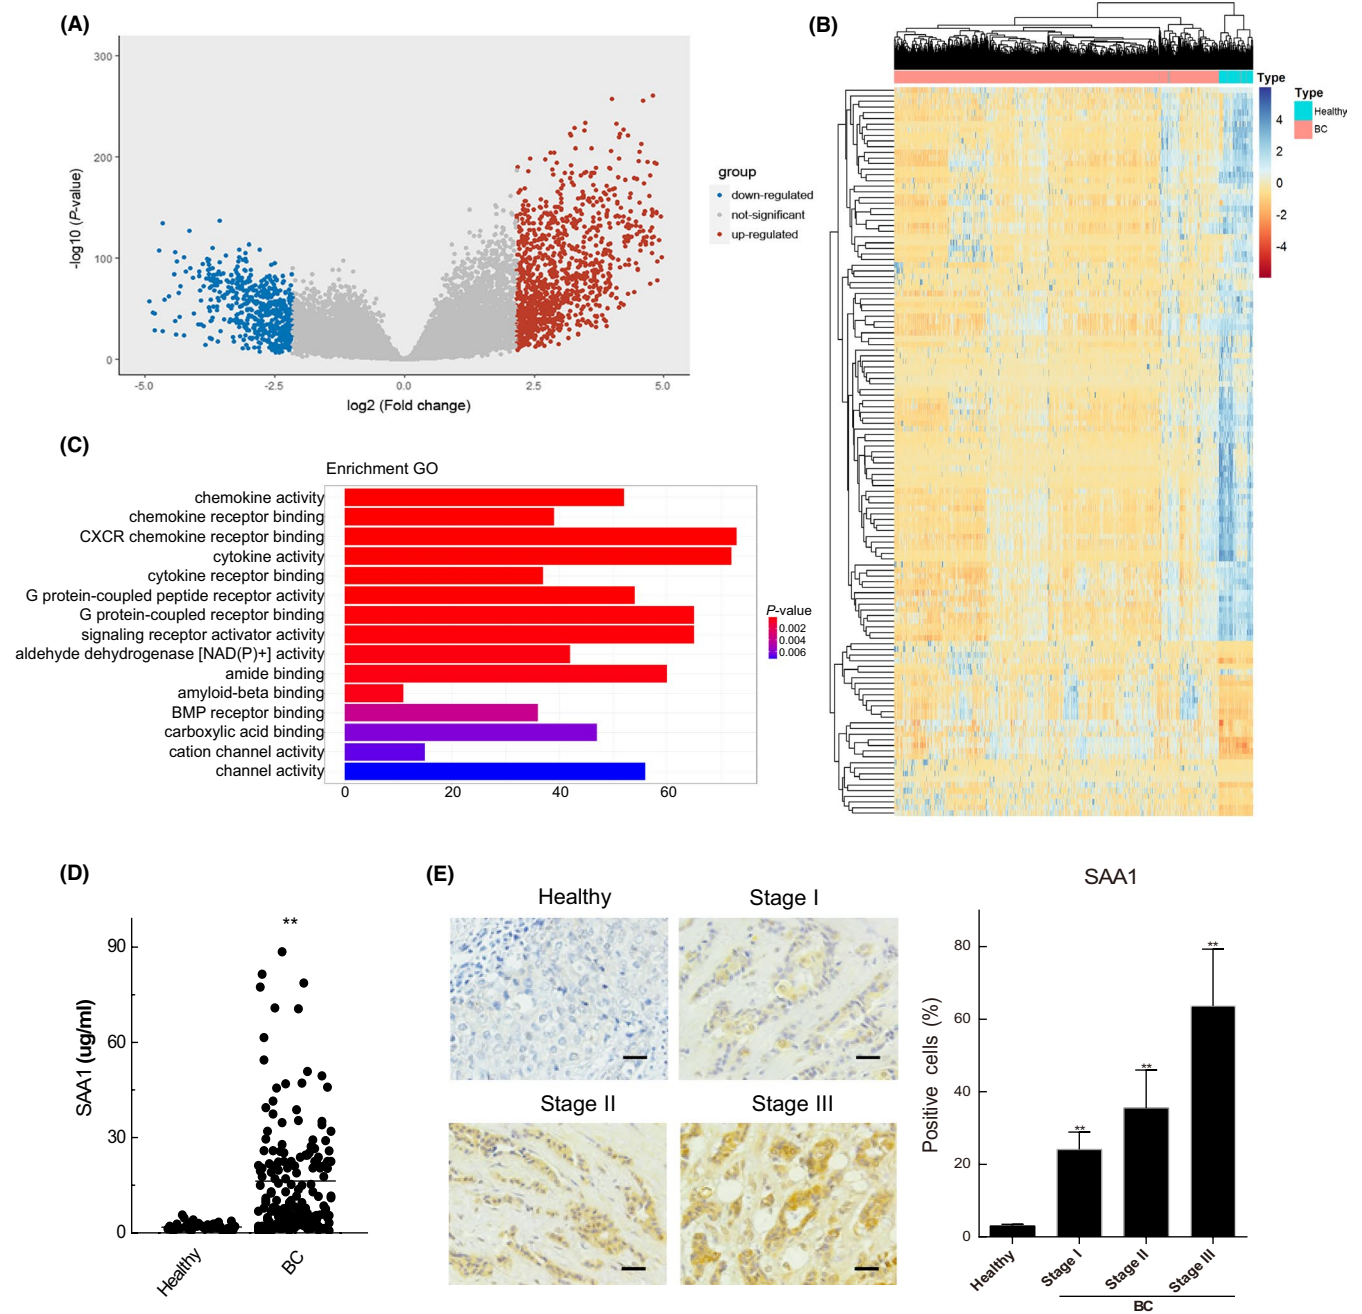 (A)
300
200
100
0
-log10 (P-value)
-5.0
-2.5
0.0
2.5
5.0
log2 (Fold change)
group
down-regulated
not-significant
up-regulated
(B)
Type
4
2
0
-2
-4
Type
Healthy
BC
(C)
Enrichment GO
chemokine activity
chemokine receptor binding
CXCR chemokine receptor binding
cytokine activity
cytokine receptor binding
G protein-coupled peptide receptor activity
G protein-coupled receptor binding
signaling receptor activator activity
aldehyde dehydrogenase [NAD(P)+] activity
amide binding
amyloid-beta binding
BMP receptor binding
carboxylic acid binding
cation channel activity
channel activity
0
20
40
60
P-value
0.002
0.004
0.006
(D)
**
90
60
30
0
SAA1 (ug/ml)
Healthy
BC
(E)
Healthy
Stage I
Stage II
Stage III
SAA1
80
60
40
20
0
Positive cells (%)
**
**
**
Healthy
Stage I
Stage II
Stage III
BC